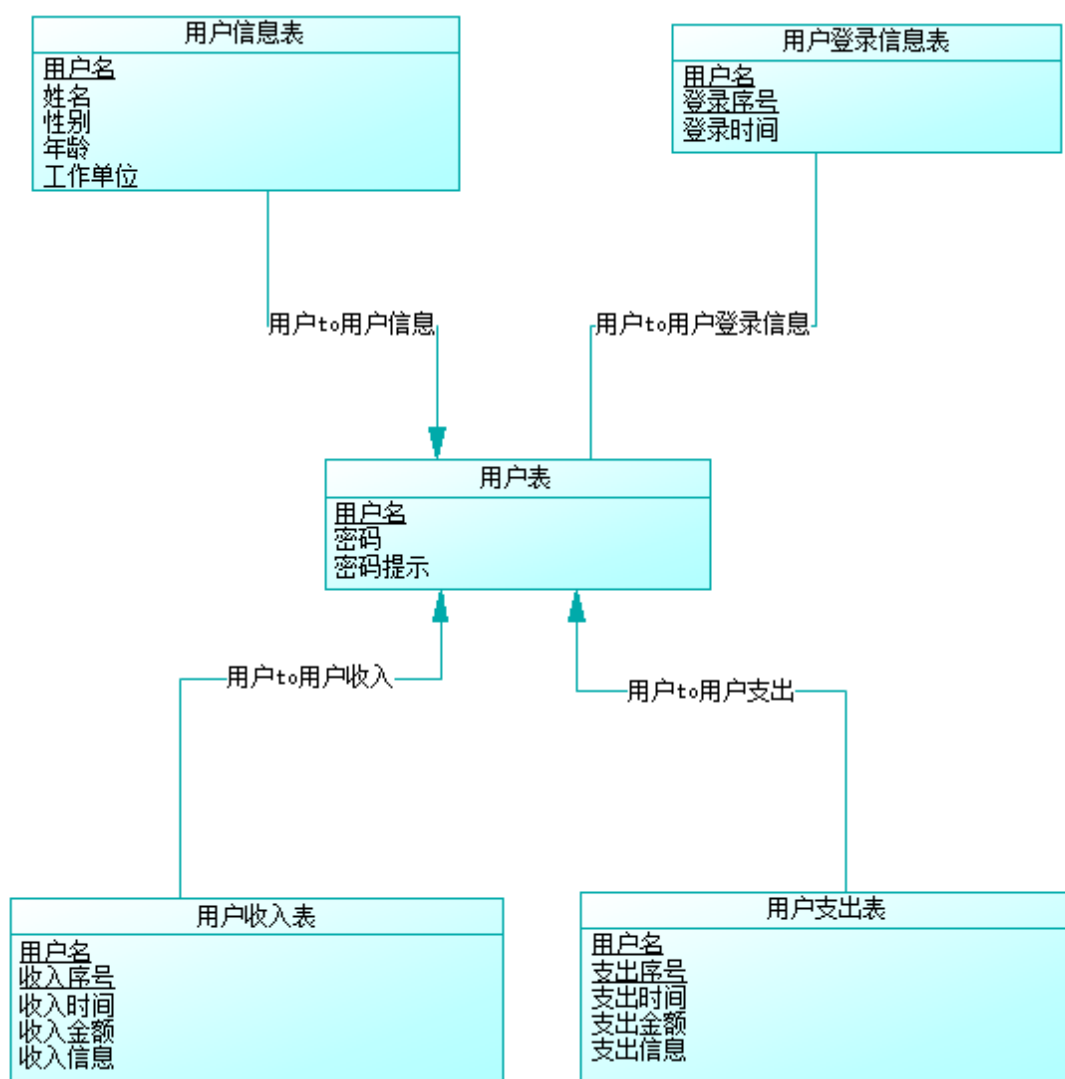 用户信息表
用户名
姓名
性别
年龄
工作单位
用户登录信息表
用户名
登录序号
登录时间
用户to用户信息
用户to用户登录信息
用户表
用户名
密码
密码提示
用户to用户收入
用户to用户支出
用户收入表
用户名
收入序号
收入时间
收入金额
收入信息
用户支出表
用户名
支出序号
支出时间
支出金额
支出信息